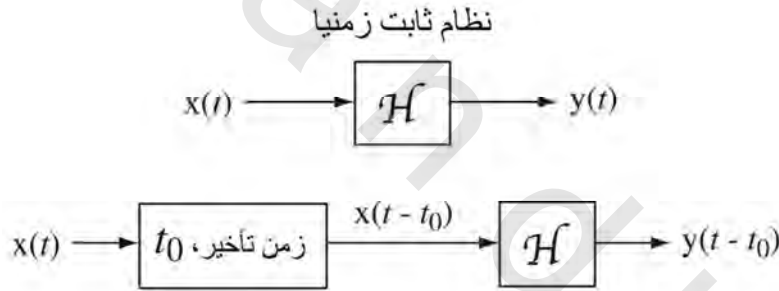 نظام ثابت زمنيا
x(t) H y(t)
x(t) زمن تأخير، t0 x(t - t0) H y(t - t0)